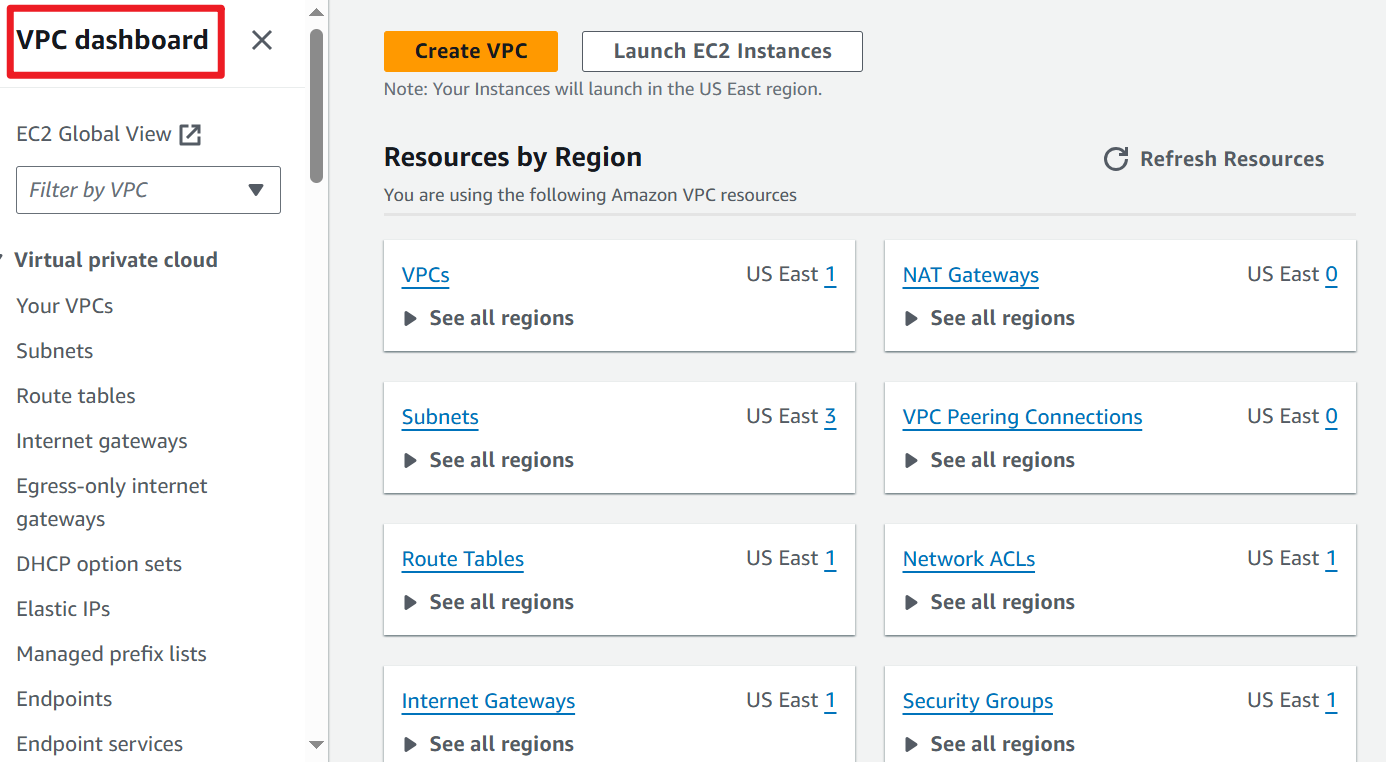 VPC dashboard
EC2 Global View
Filter by VPC
Virtual private cloud
Your VPCs
Subnets
Route tables
Internet gateways
Egress-only internet
gateways
DHCP option sets
Elastic IPs
Managed prefix lists
Endpoints
Endpoint services
Create VPC
Launch EC2 Instances
Note: Your Instances will launch in the US East region.
Resources by Region
Refresh Resources
You are using the following Amazon VPC resources
VPCs US East 1
See all regions
NAT Gateways US East 0
See all regions
Subnets US East 3
See all regions
VPC Peering Connections US East 0
See all regions
Route Tables US East 1
See all regions
Network ACLs US East 1
See all regions
Internet Gateways US East 1
See all regions
Security Groups US East 1
See all regions